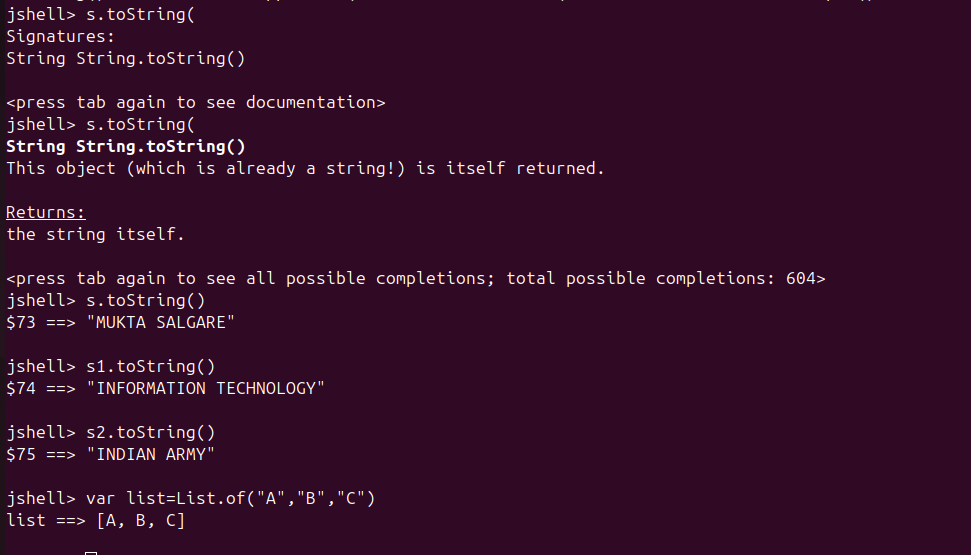 jshell> s.toString(
Signatures:
String String.toString()
<press tab again to see documentation>
jshell> s.toString(
String String.toString()
This object (which is already a string!) is itself returned.
Returns:
the string itself.
<press tab again to see all possible completions; total possible completions: 604>
jshell> s.toString()
$73 ==> "MUKTA SALGARE"
jshell> s1.toString()
$74 ==> "INFORMATION TECHNOLOGY"
jshell> s2.toString()
$75 ==> "INDIAN ARMY"
jshell> var list=List.of("A","B","C")
list ==> [A, B, C]